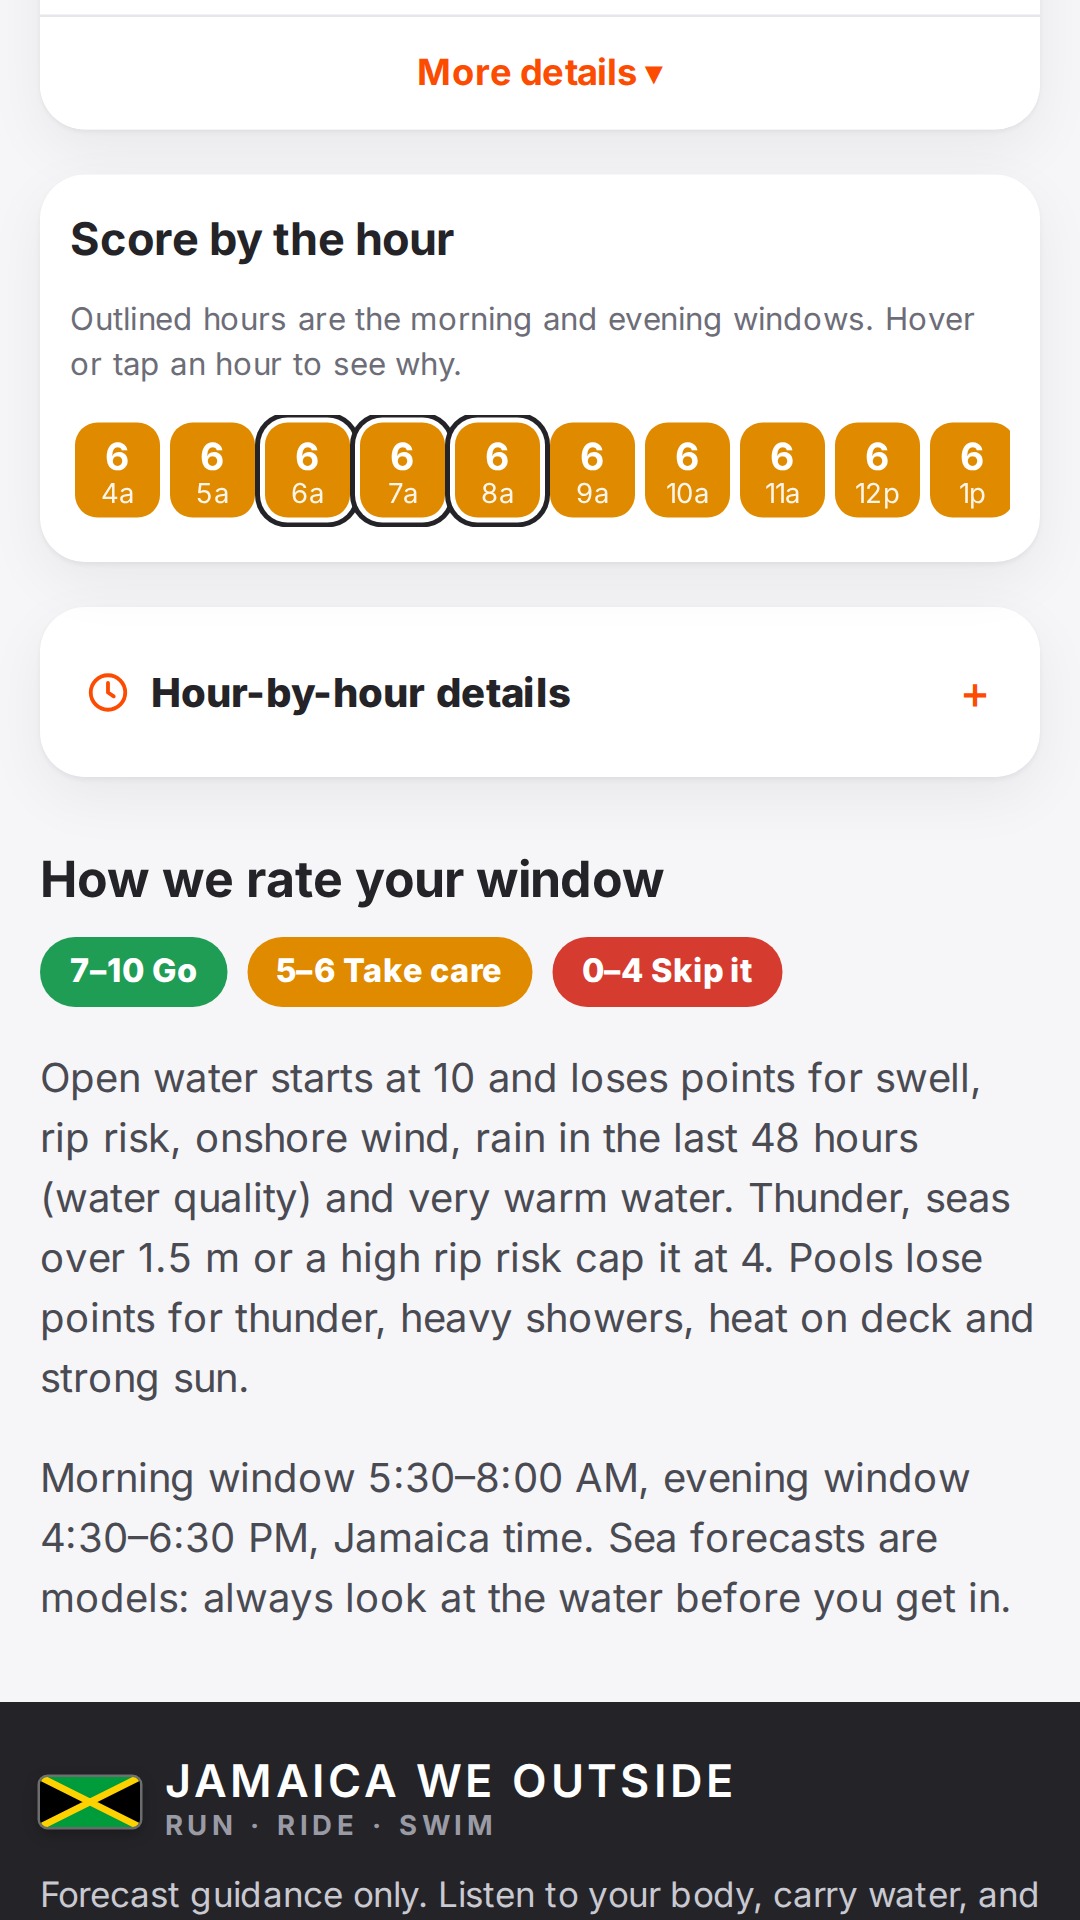 More details ▾
Score by the hour
Outlined hours are the morning and evening windows. Hover
or tap an hour to see why.
6 6 6 6 6 6 6 6 6 6
4a 5a 6a 7a 8a 9a 10a 11a 12p 1p
Hour-by-hour details +
How we rate your window
7–10 Go 5–6 Take care 0–4 Skip it
Open water starts at 10 and loses points for swell,
rip risk, onshore wind, rain in the last 48 hours
(water quality) and very warm water. Thunder, seas
over 1.5 m or a high rip risk cap it at 4. Pools lose
points for thunder, heavy showers, heat on deck and
strong sun.
Morning window 5:30–8:00 AM, evening window
4:30–6:30 PM, Jamaica time. Sea forecasts are
models: always look at the water before you get in.
JAMAICA WE OUTSIDE
RUN · RIDE · SWIM
Forecast guidance only. Listen to your body, carry water, and